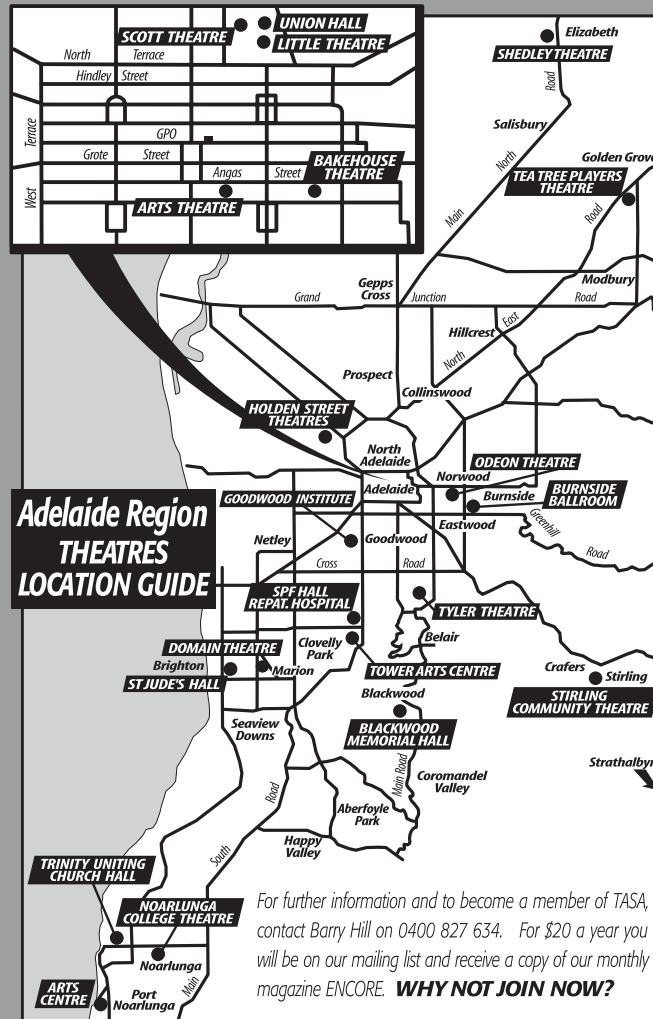 SCOTT THEATRE
UNION HALL
LITTLE THEATRE
North Terrace
Hindley Street
Terrace
West
GPO
Grote Street
Angas Street
BAKEHOUSE
THEATRE
ARTS THEATRE
Elizabeth
SHEDLEY THEATRE
Road
Salisbury
North
Main
Golden Grove
TEA TREE PLAYERS
THEATRE
Road
Modbury
Gepps
Cross
Grand Junction Road
Hillcrest
East
North
Prospect
Collinswood
HOLDEN STREET
THEATRES
North
Adelaide
ODEON THEATRE
Norwood
Adelaide
GOODWOOD INSTITUTE
Burnside
BURNSIDE
BALLROOM
Eastwood
Greenhill
Road
Adelaide Region
THEATRES
LOCATION GUIDE
Netley
Goodwood
Cross Road
SPF HALL
REPAT. HOSPITAL
TYLER THEATRE
DOMAIN THEATRE
Clovelly
Park
Belair
Brighton
Marion
TOWER ARTS CENTRE
ST JUDE'S HALL
Crafers
Stirling
Blackwood
STIRLING
COMMUNITY THEATRE
Seaview
Downs
BLACKWOOD
MEMORIAL HALL
Strathalbyn
Main Road
Coromandel
Valley
Road
Aberfoyle
Park
Happy
Valley
South
TRINITY UNITING
CHURCH HALL
NOARLUNGA
COLLEGE THEATRE
Noarlunga
Main
ARTS
CENTRE
Port
Noarlunga
For further information and to become a member of TASA,
contact Barry Hill on 0400 827 634. For $20 a year you
will be on our mailing list and receive a copy of our monthly
magazine ENCORE. WHY NOT JOIN NOW?